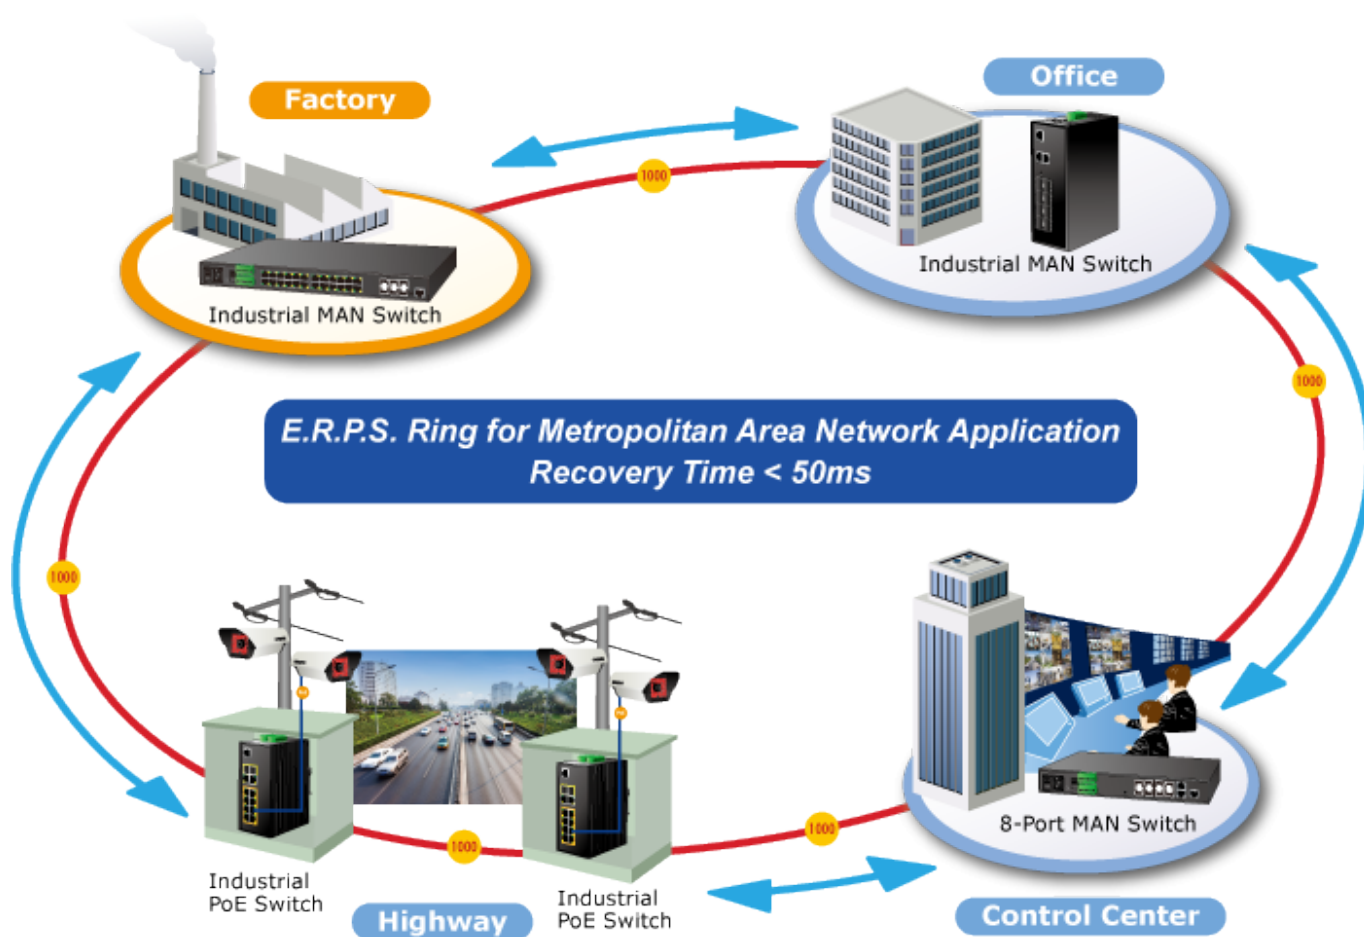 Factory
Office
1000
Industrial MAN Switch
Industrial MAN Switch
1000
E.R.P.S. Ring for Metropolitan Area Network Application
Recovery Time < 50ms
1000
1000
1000
8-Port MAN Switch
Industrial
PoE Switch
Industrial
PoE Switch
Highway
Control Center